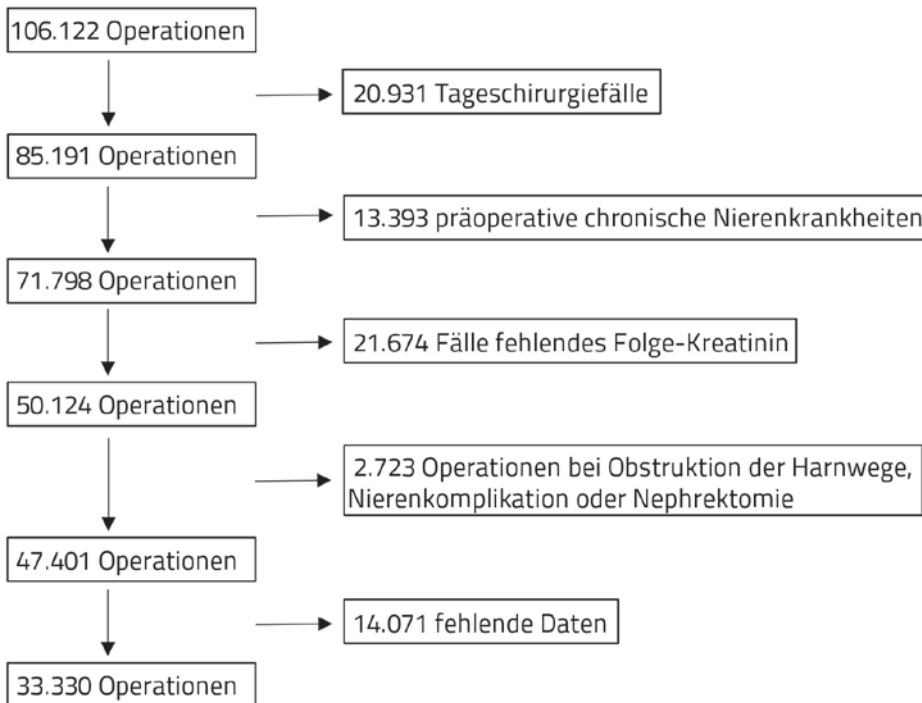 106.122 Operationen
20.931 Tageschirurgiefälle
85.191 Operationen
13.393 präoperative chronische Nierenkrankheiten
71.798 Operationen
21.674 Fälle fehlendes Folge-Kreatinin
50.124 Operationen
2.723 Operationen bei Obstruktion der Harnwege,
Nierenkomplikation oder Nephrektomie
47.401 Operationen
14.071 fehlende Daten
33.330 Operationen